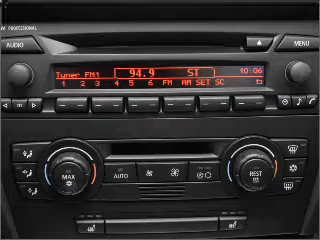 PROFESSIONAL
AUDIO MENU
94.9 ST 10:06
Tuner FM1
1 2 3 4 5 6 FM AM SET SC
m
MAX AUTO REST